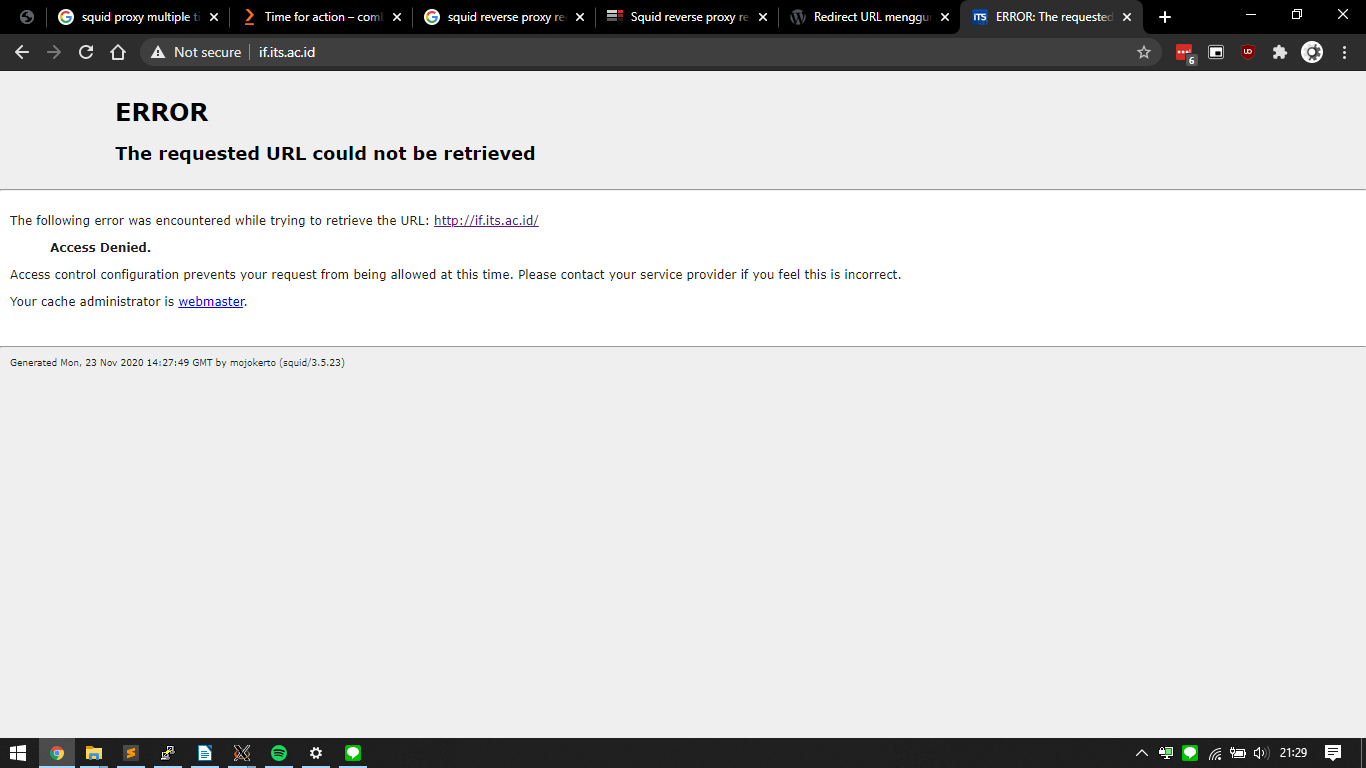 squid proxy multiple ti
Time for action – com
squid reverse proxy re
Squid reverse proxy re
Redirect URL menggu
ITS ERROR: The requested
Not secure if.its.ac.id
6
ERROR
The requested URL could not be retrieved
The following error was encountered while trying to retrieve the URL: http://if.its.ac.id/
Access Denied.
Access control configuration prevents your request from being allowed at this time. Please contact your service provider if you feel this is incorrect.
Your cache administrator is webmaster.
Generated Mon, 23 Nov 2020 14:27:49 GMT by mojokerto (squid/3.5.23)
21:29